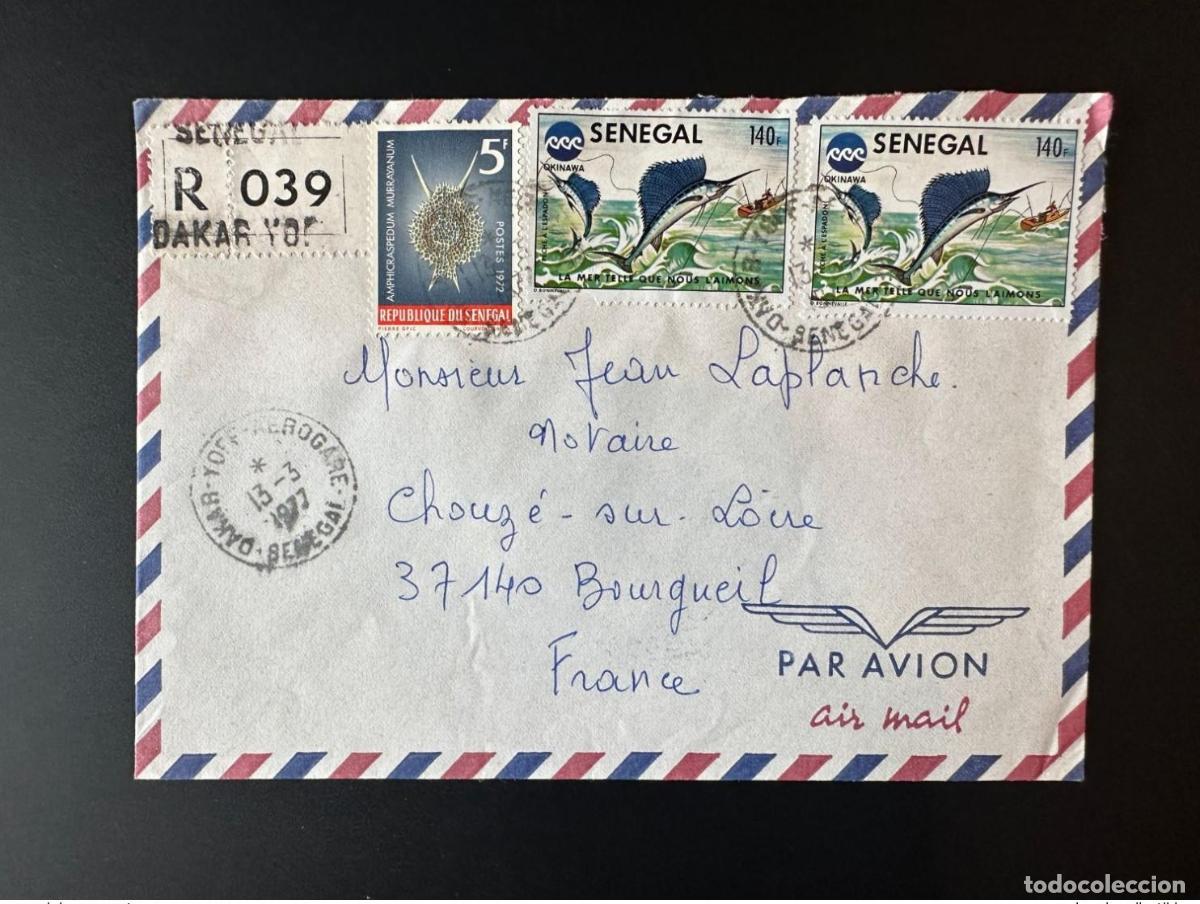 SENEGAL
R 039
DAKAR YOF
5F
AMPHICRASPEDUM MURRAYANUM
POSTES 1972
REPUBLIQUE DU SENEGAL
PIERRE GPIC
SENEGAL 140F
OKINAWA
LA MER TELLE QUE NOUS L'AIMONS
SENEGAL 140F
OKINAWA
LA MER TELLE QUE NOUS L'AIMONS
Monsieur Jean Laplanche.
Notaire
Chouzé-sur-Loire
37140 Bourgueil
France
DAKAR-YOFF-AEROGARE-
*
13-3
1977
SENEGAL
PAR AVION
air mail
todocoleccion